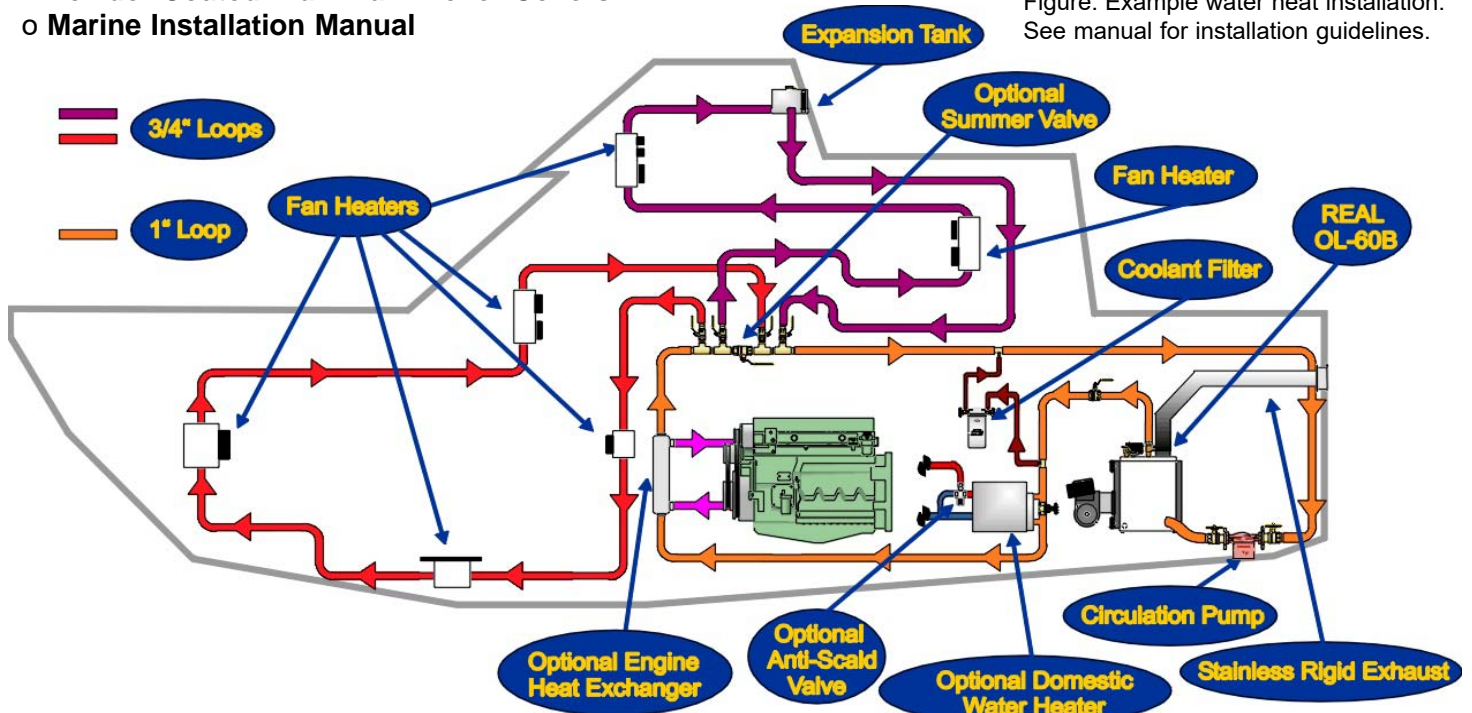 o Marine Installation Manual
Figure: Example water heat installation.
See manual for installation guidelines.
Expansion Tank
Optional
Summer Valve
3/4" Loops
Fan Heaters
Fan Heater
REAL
OL-60B
1" Loop
Coolant Filter
Circulation Pump
Optional
Anti-Scald
Valve
Optional Engine
Heat Exchanger
Optional Domestic
Water Heater
Stainless Rigid Exhaust